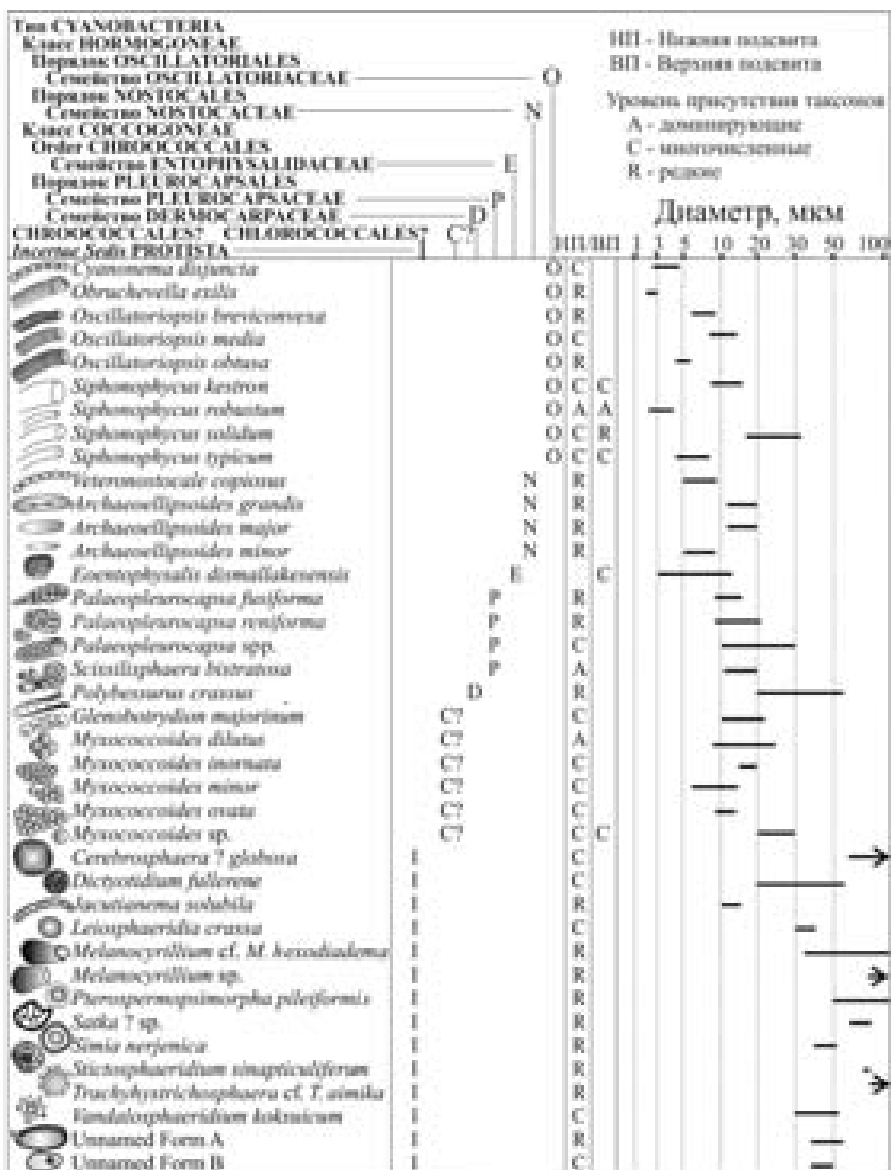 Тип CYANOBACTERIA
Класс HORMOGONEAE
Порядок OSCILLATORIALES
Семейство OSCILLATORIACEAE O
Порядок NOSTOCALES
Семейство NOSTOCACEAE N
Класс COCCOGONEAE
Order CHROOCOCCALES
Семейство ENTOPHYSALIDACEAE E
Порядок PLEUROCAPSALES
Семейство PLEUROCAPSACEAE P
Семейство DERMOCARPACEAE D
CHROOCOCCALES? CHLOROCOCCALES? C?
Incertae Sedis PROTISTA I
НП - Нижняя подсвита
ВП - Верхняя подсвита
Уровень присутствия таксонов
A - доминирующие
C - многочисленные
R - редкие
Диаметр, мкм
НП ВП 1 3 5 10 20 30 50 100
Cyanonema disjuncta O C
Obruchevella exilis O R
Oscillatoriopsis breviconvexa O R
Oscillatoriopsis media O C
Oscillatoriopsis obtusa O R
Siphonophycus kestron O C C
Siphonophycus robustum O A A
Siphonophycus solidum O C R
Siphonophycus typicum O C C
Veteronostocale copiosus N R
Archaeoellipsoides grandis N R
Archaeoellipsoides major N R
Archaeoellipsoides minor N R
Eoentophysalis dismallakesensis E C
Palaeopleurocapsa fusiforma P R
Palaeopleurocapsa reniforma P R
Palaeopleurocapsa spp. P C
Scissilisphaera bistratosa P A
Polybessurus crassus D R
Glenobotrydion majorinum C? C
Myxococcoides dilutus C? A
Myxococcoides inornata C? C
Myxococcoides minor C? C
Myxococcoides ovata C? C
Myxococcoides sp. C? C C
Cerebrosphaera ? globosa I C
Dictyotidium fullerene I C
Jacutianema solubila I R
Leiosphaeridia crassa I C
Melanocyrillium cf. M. hexodiadema I R
Melanocyrillium sp. I R
Pterospermopsimorpha pileiformis I R
Satka ? sp. I R
Simia nerjenica I R
Stictosphaeridium sinapticuliferum I R
Trachyhystrichosphaera cf. T. aimika I R
Vandalosphaeridium koksuicum I C
Unnamed Form A I R
Unnamed Form B I C